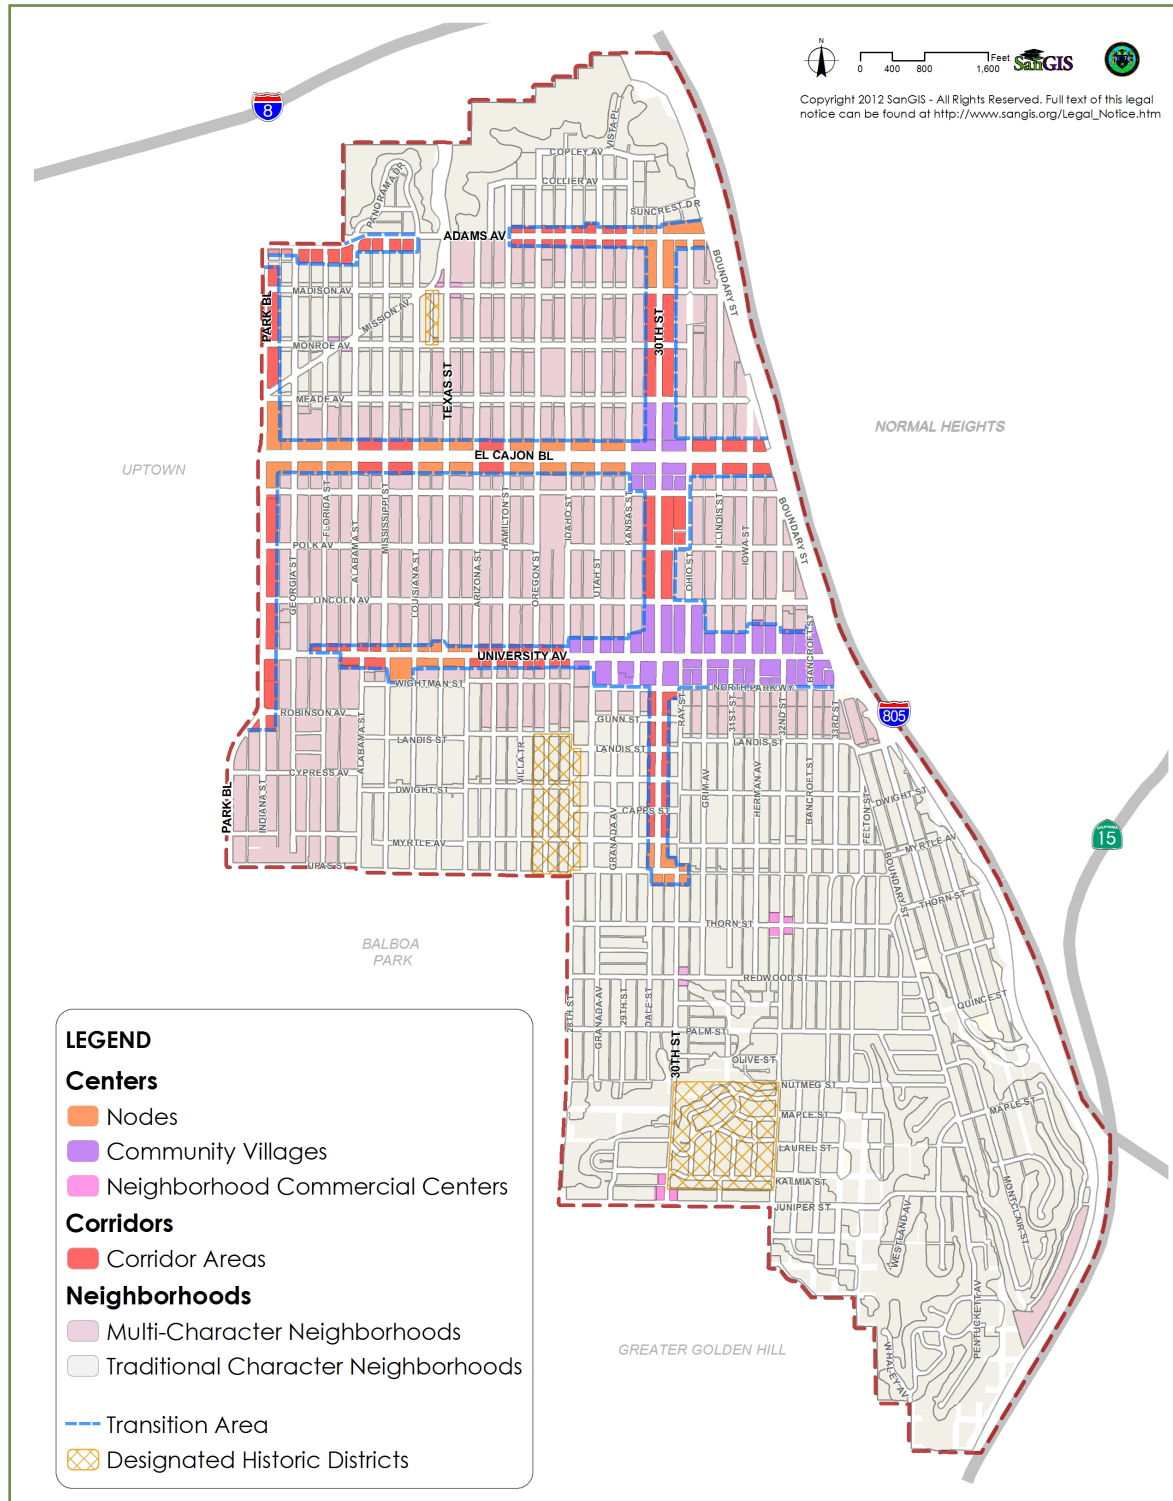 N
Feet
0 400 800 1,600
SanGIS
Copyright 2012 SanGIS - All Rights Reserved. Full text of this legal
notice can be found at http://www.sangis.org/Legal_Notice.htm
8
VISTA PL
COPLEY AV
COLLIER AV
PANORAMA DR
SUNCREST DR
ADAMS AV
BOUNDARY ST
MADISON AV
PARK BL
MISSION AV
30TH ST
MONROE AV
TEXAS ST
MEADE AV
NORMAL HEIGHTS
EL CAJON BL
UPTOWN
FLORIDA ST
MISSISSIPPI ST
HAMILTON ST
IDAHO ST
KANSAS ST
ILLINOIS ST
BOUNDARY ST
POLK AV
ALABAMA ST
IOWA ST
GEORGIA ST
LOUISIANA ST
ARIZONA ST
OREGON ST
UTAH ST
OHIO ST
LINCOLN AV
BANCROFT ST
UNIVERSITY AV
WIGHTMAN ST
NORTH PARK WY
ROBINSON AV
GUNN ST
RAY ST
31ST ST
32ND ST
33RD ST
805
ALABAMA ST
LANDIS ST
VILLA TR
LANDIS ST
LANDIS ST
CYPRESS AV
DWIGHT ST
GRIM AV
HERMAN AV
BANCROFT ST
DWIGHT ST
PARK BL
INDIANA ST
CAPPS ST
FELTON ST
GRANADA AV
MYRTLE AV
MYRTLE AV
CALIFORNIA
15
UPAS ST
BOUNDARY ST
THORN ST
THORN ST
BALBOA
PARK
REDWOOD ST
QUINCE ST
28TH ST
GRANADA AV
29TH ST
DALE ST
PALM ST
30TH ST
OLIVE ST
NUTMEG ST
MAPLE ST
MAPLE ST
LAUREL ST
KALMIA ST
JUNIPER ST
MONTCLAIR ST
WESTLAND AV
PENTUCKETT AV
GREATER GOLDEN HILL
WHALEY AV
LEGEND
Centers
Nodes
Community Villages
Neighborhood Commercial Centers
Corridors
Corridor Areas
Neighborhoods
Multi-Character Neighborhoods
Traditional Character Neighborhoods
Transition Area
Designated Historic Districts